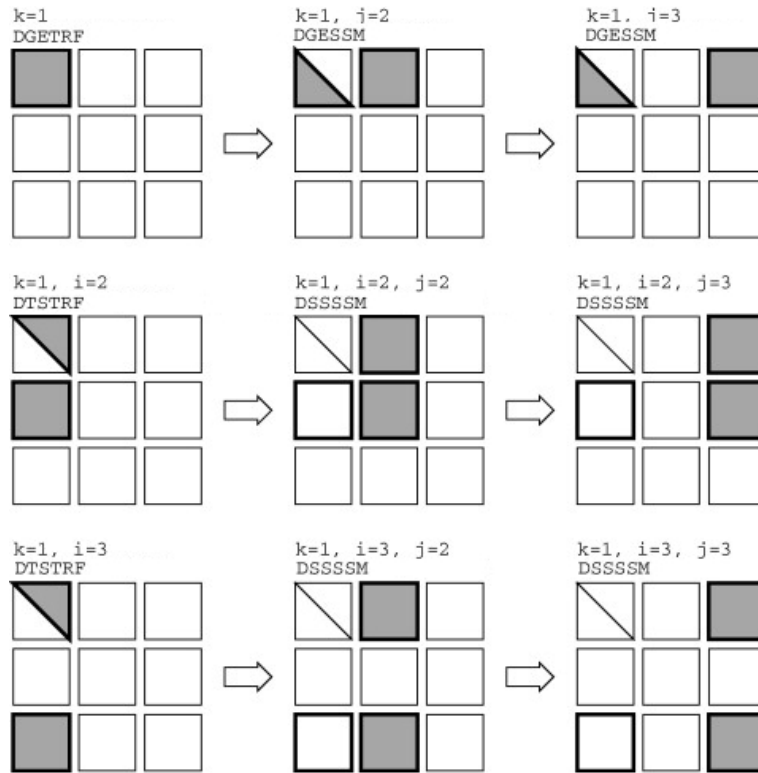 k=1
DGETRF
k=1, j=2
DGESSM
k=1, j=3
DGESSM
k=1, i=2
DTSTRF
k=1, i=2, j=2
DSSSSM
k=1, i=2, j=3
DSSSSM
k=1, i=3
DTSTRF
k=1, i=3, j=2
DSSSSM
k=1, i=3, j=3
DSSSSM